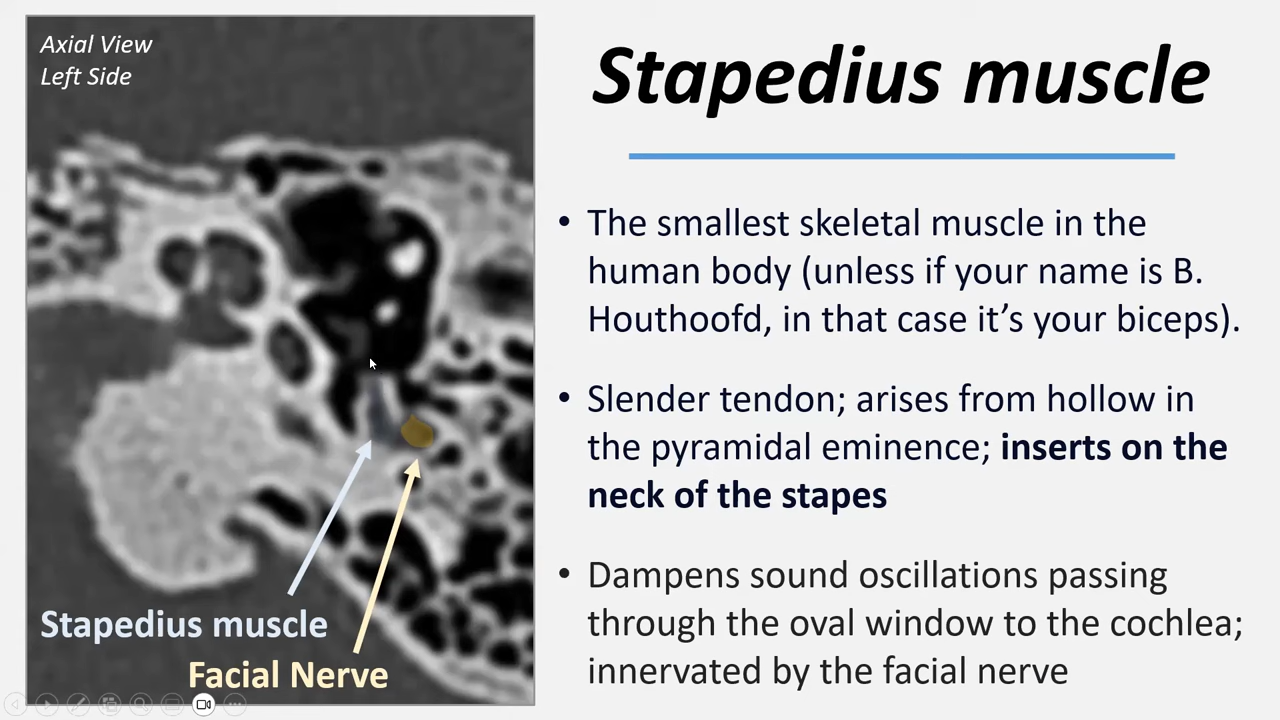 Axial View
Left Side
Stapedius muscle
• The smallest skeletal muscle in the
human body (unless if your name is B.
Houthoofd, in that case it’s your biceps).
• Slender tendon; arises from hollow in
the pyramidal eminence; inserts on the
neck of the stapes
• Dampens sound oscillations passing
through the oval window to the cochlea;
innervated by the facial nerve
Stapedius muscle
Facial Nerve